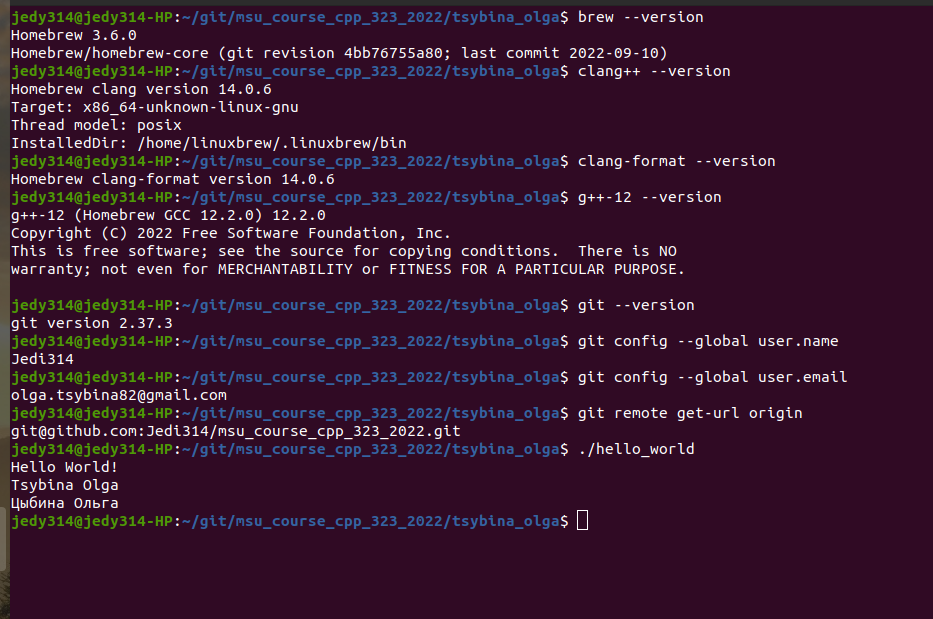 jedy314@jedy314-HP:~/git/msu_course_cpp_323_2022/tsybina_olga$ brew --version
Homebrew 3.6.0
Homebrew/homebrew-core (git revision 4bb76755a80; last commit 2022-09-10)
jedy314@jedy314-HP:~/git/msu_course_cpp_323_2022/tsybina_olga$ clang++ --version
Homebrew clang version 14.0.6
Target: x86_64-unknown-linux-gnu
Thread model: posix
InstalledDir: /home/linuxbrew/.linuxbrew/bin
jedy314@jedy314-HP:~/git/msu_course_cpp_323_2022/tsybina_olga$ clang-format --version
Homebrew clang-format version 14.0.6
jedy314@jedy314-HP:~/git/msu_course_cpp_323_2022/tsybina_olga$ g++-12 --version
g++-12 (Homebrew GCC 12.2.0) 12.2.0
Copyright (C) 2022 Free Software Foundation, Inc.
This is free software; see the source for copying conditions.  There is NO
warranty; not even for MERCHANTABILITY or FITNESS FOR A PARTICULAR PURPOSE.

jedy314@jedy314-HP:~/git/msu_course_cpp_323_2022/tsybina_olga$ git --version
git version 2.37.3
jedy314@jedy314-HP:~/git/msu_course_cpp_323_2022/tsybina_olga$ git config --global user.name
Jedi314
jedy314@jedy314-HP:~/git/msu_course_cpp_323_2022/tsybina_olga$ git config --global user.email
olga.tsybina82@gmail.com
jedy314@jedy314-HP:~/git/msu_course_cpp_323_2022/tsybina_olga$ git remote get-url origin
git@github.com:Jedi314/msu_course_cpp_323_2022.git
jedy314@jedy314-HP:~/git/msu_course_cpp_323_2022/tsybina_olga$ ./hello_world
Hello World!
Tsybina Olga
Цыбина Ольга
jedy314@jedy314-HP:~/git/msu_course_cpp_323_2022/tsybina_olga$